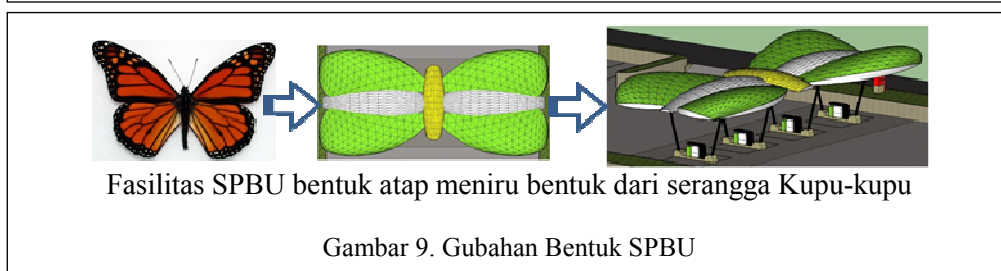 Fasilitas SPBU bentuk atap meniru bentuk dari serangga Kupu-kupu
Gambar 9. Gubahan Bentuk SPBU